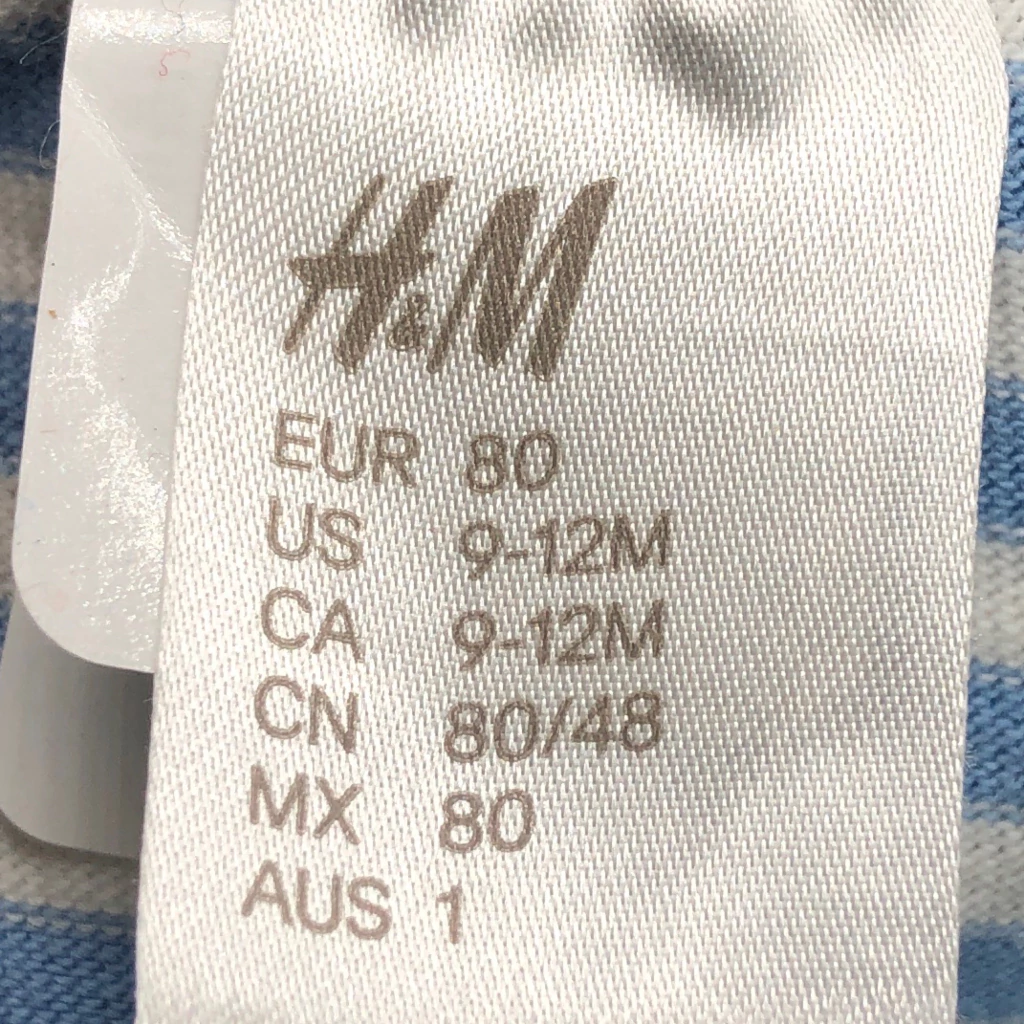 H&M
EUR 80
US 9-12M
CA 9-12M
CN 80/48
MX 80
AUS 1